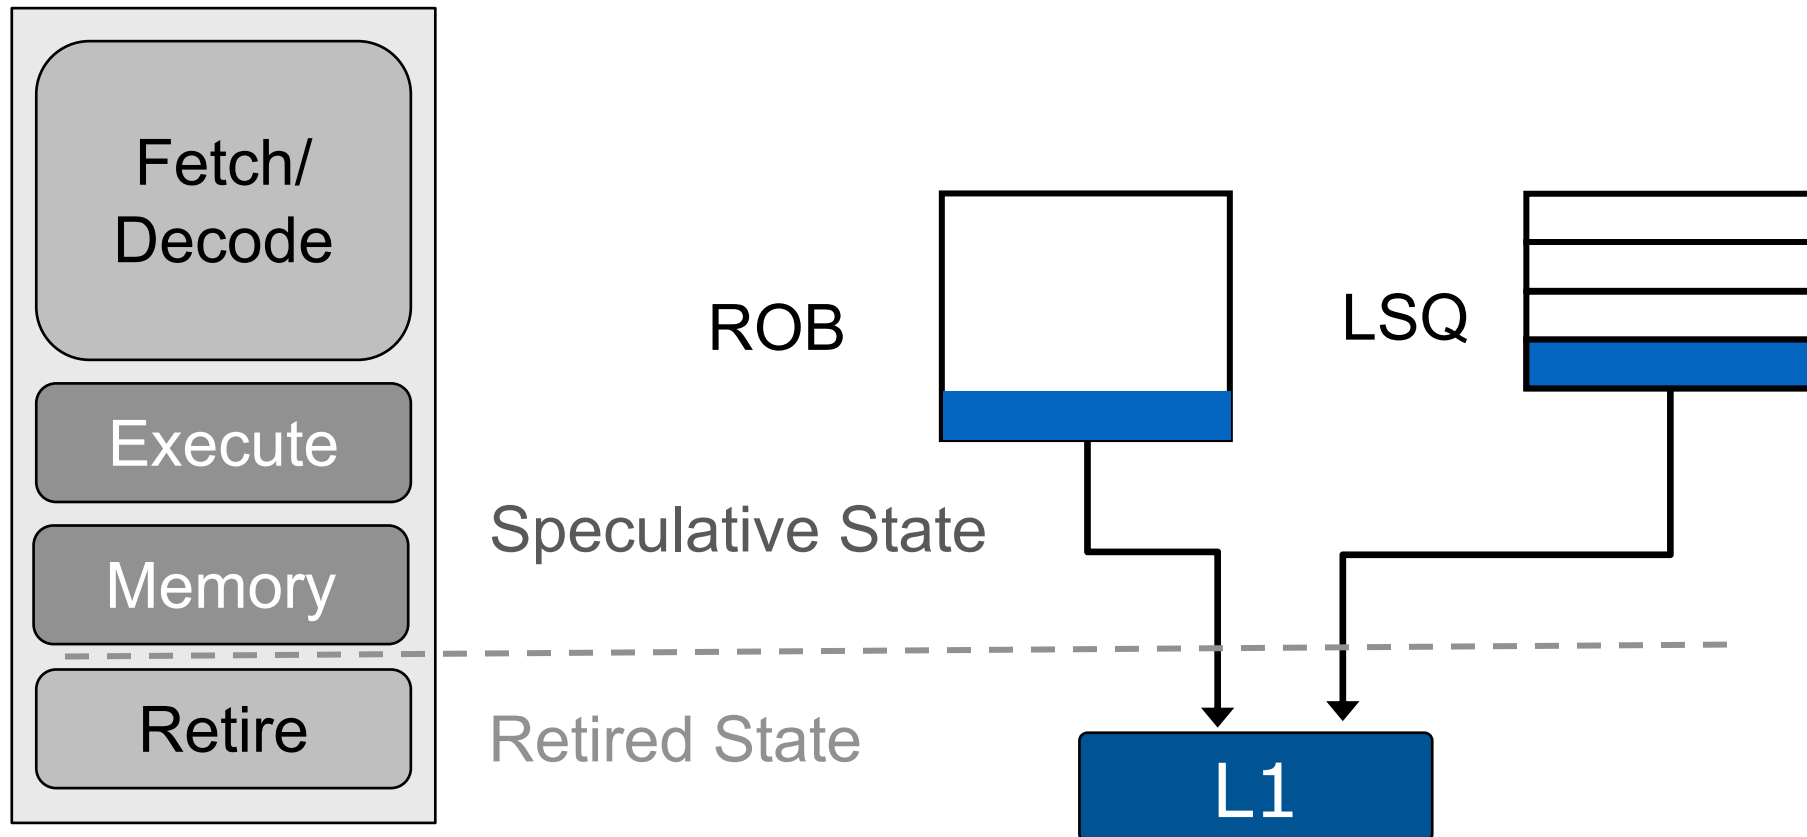 Fetch/
Decode
Execute
Memory
Retire
Speculative State
Retired State
ROB
LSQ
L1